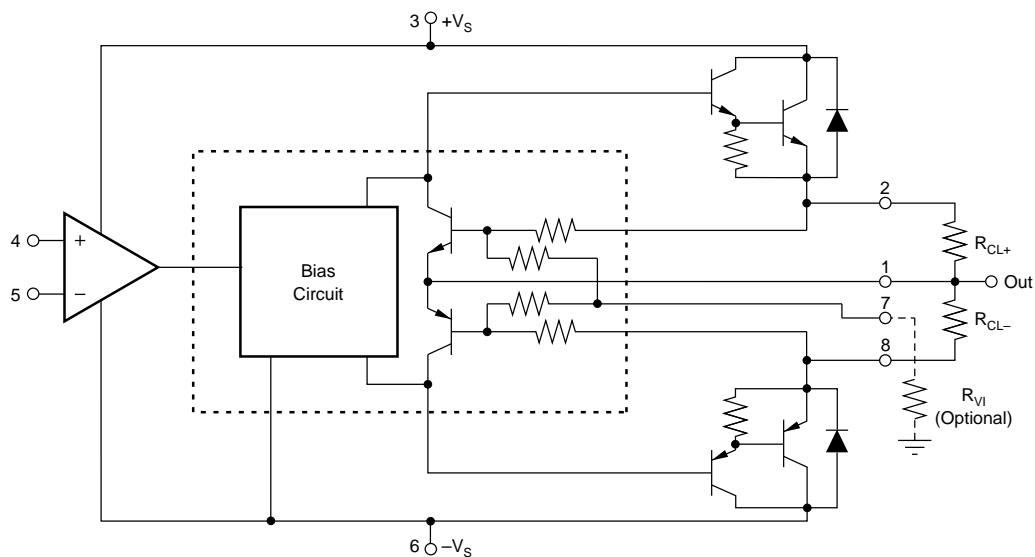 3 +VS
2
4 +
RCL+
1
Bias
Circuit
Out
5 −
7
RCL−
8
RVI
(Optional)
6 −VS